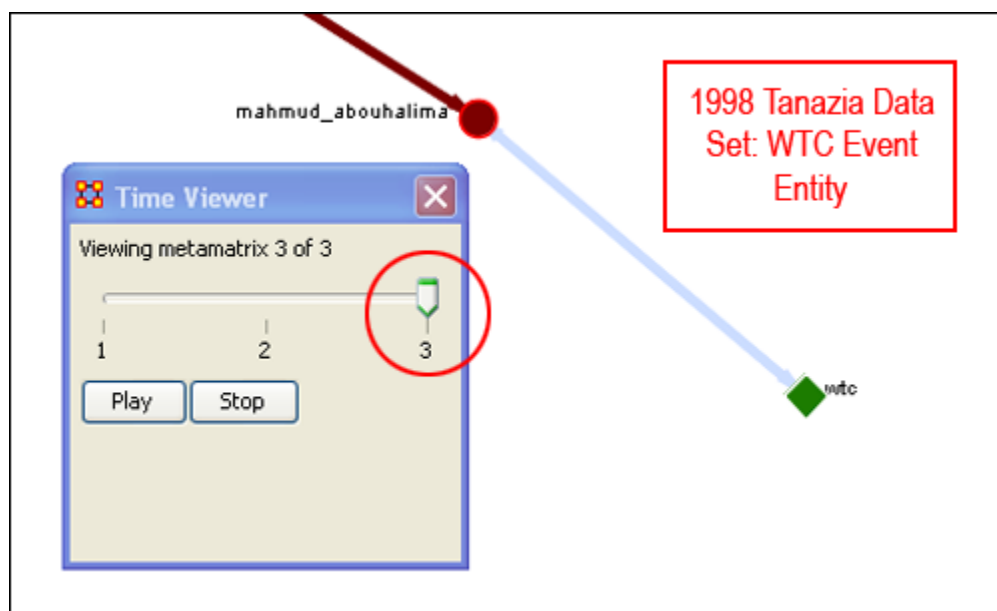 mahmud_abouhalima
1998 Tanazia Data
Set: WTC Event
Entity
Time Viewer
Viewing metamatrix 3 of 3
1 2 3
Play Stop
wtc